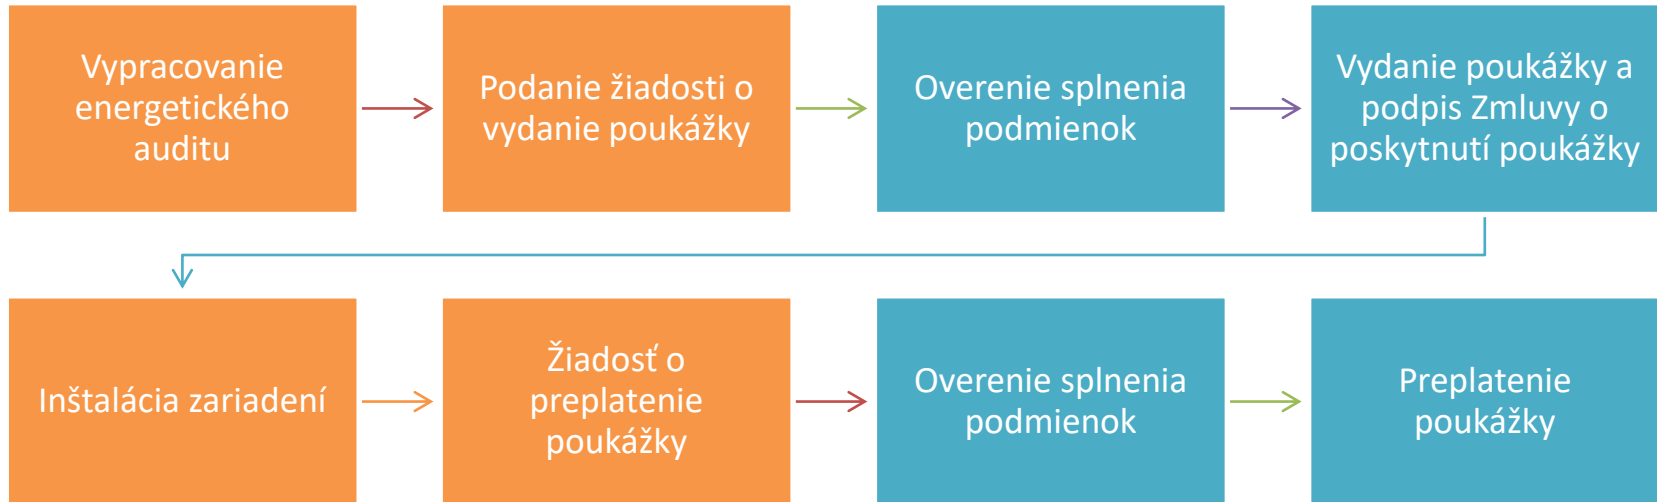 Vypracovanie
energetického
auditu
Podanie žiadosti o
vydanie poukážky
Overenie splnenia
podmienok
Vydanie poukážky a
podpis Zmluvy o
poskytnutí poukážky
Inštalácia zariadení
Žiadosť o
preplatenie
poukážky
Overenie splnenia
podmienok
Preplatenie
poukážky